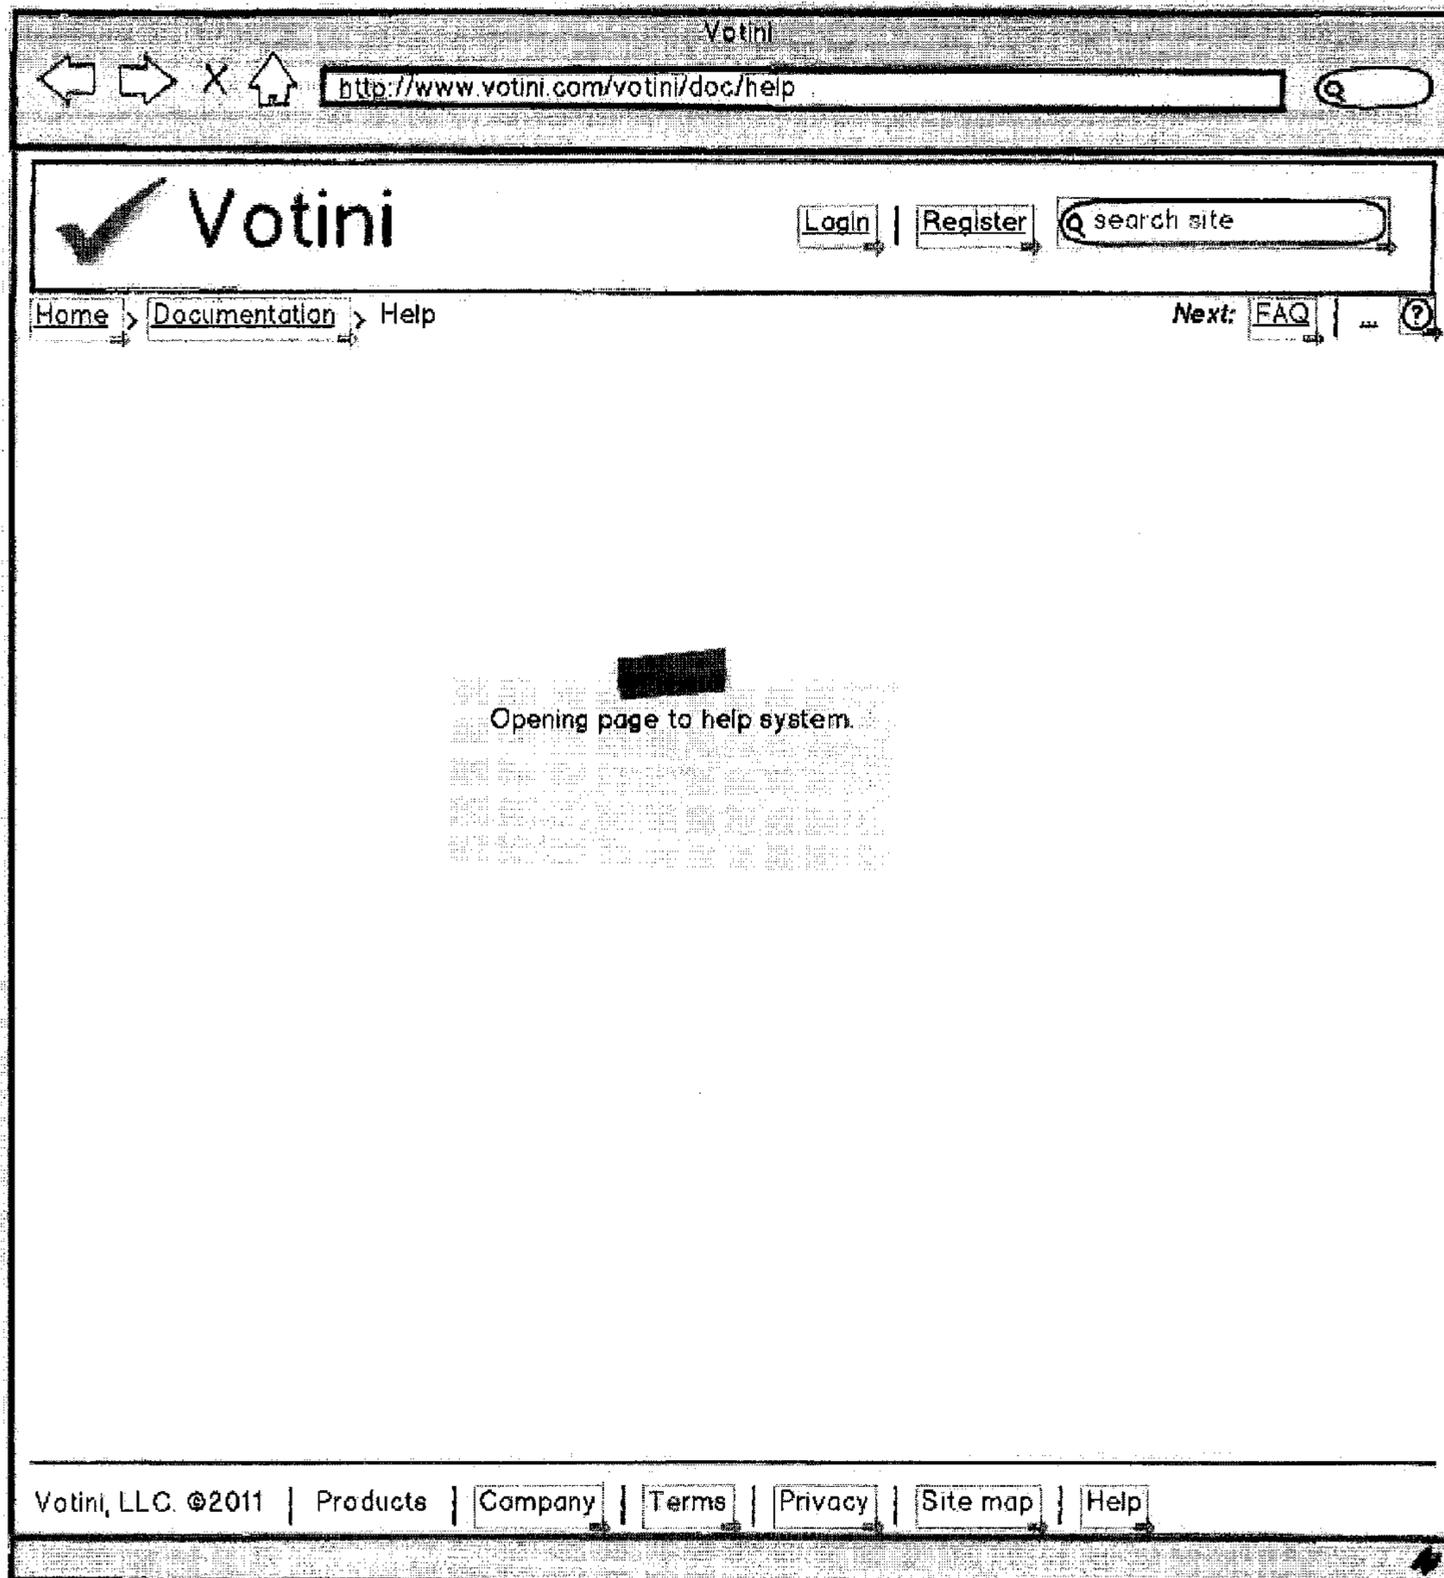 Votini
http://www.votini.com/votini/doc/help
Votini
Login | Register search site
Home > Documentation > Help Next: FAQ | ... ?
Opening page to help system.
Votini, LLC. ©2011 | Products | Company | Terms | Privacy | Site map | Help